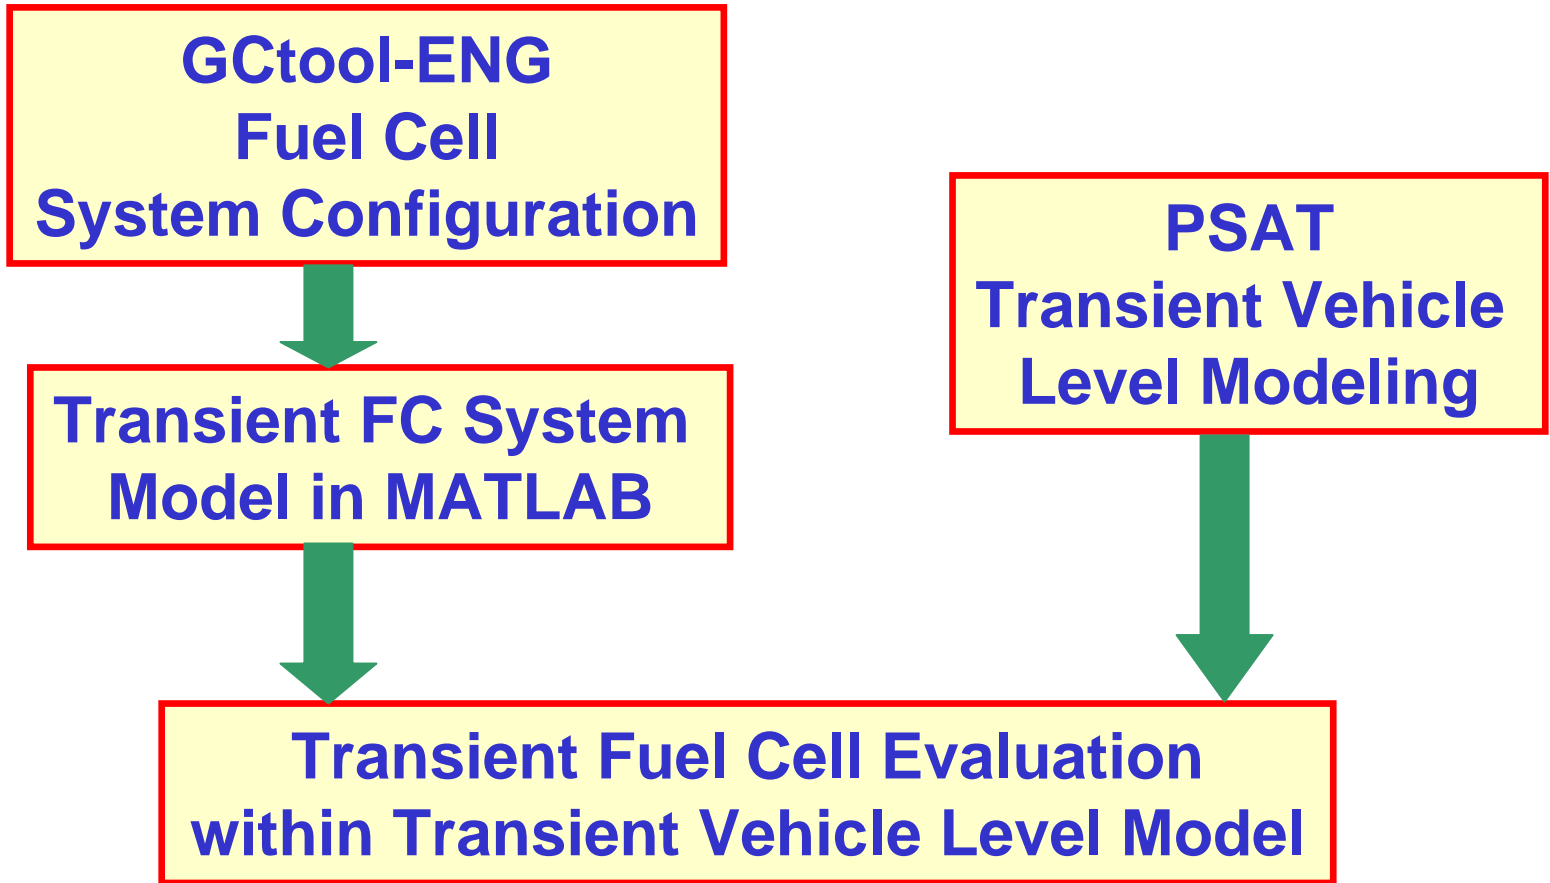 GCtool-ENG
Fuel Cell
System Configuration
PSAT
Transient Vehicle
Level Modeling
Transient FC System
Model in MATLAB
Transient Fuel Cell Evaluation
within Transient Vehicle Level Model